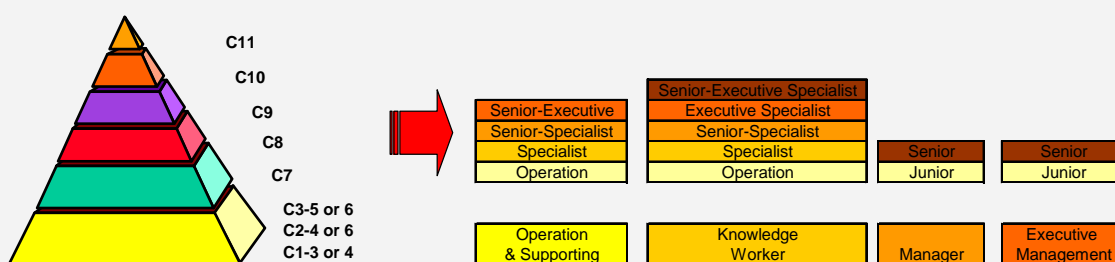 C11
C10
C9
C8
C7
C3-5 or 6
C2-4 or 6
C1-3 or 4
Senior-Executive
Senior-Specialist
Specialist
Operation
Operation
& Supporting
Senior-Executive Specialist
Executive Specialist
Senior-Specialist
Specialist
Operation
Knowledge
Worker
Senior
Junior
Manager
Senior
Junior
Executive
Management